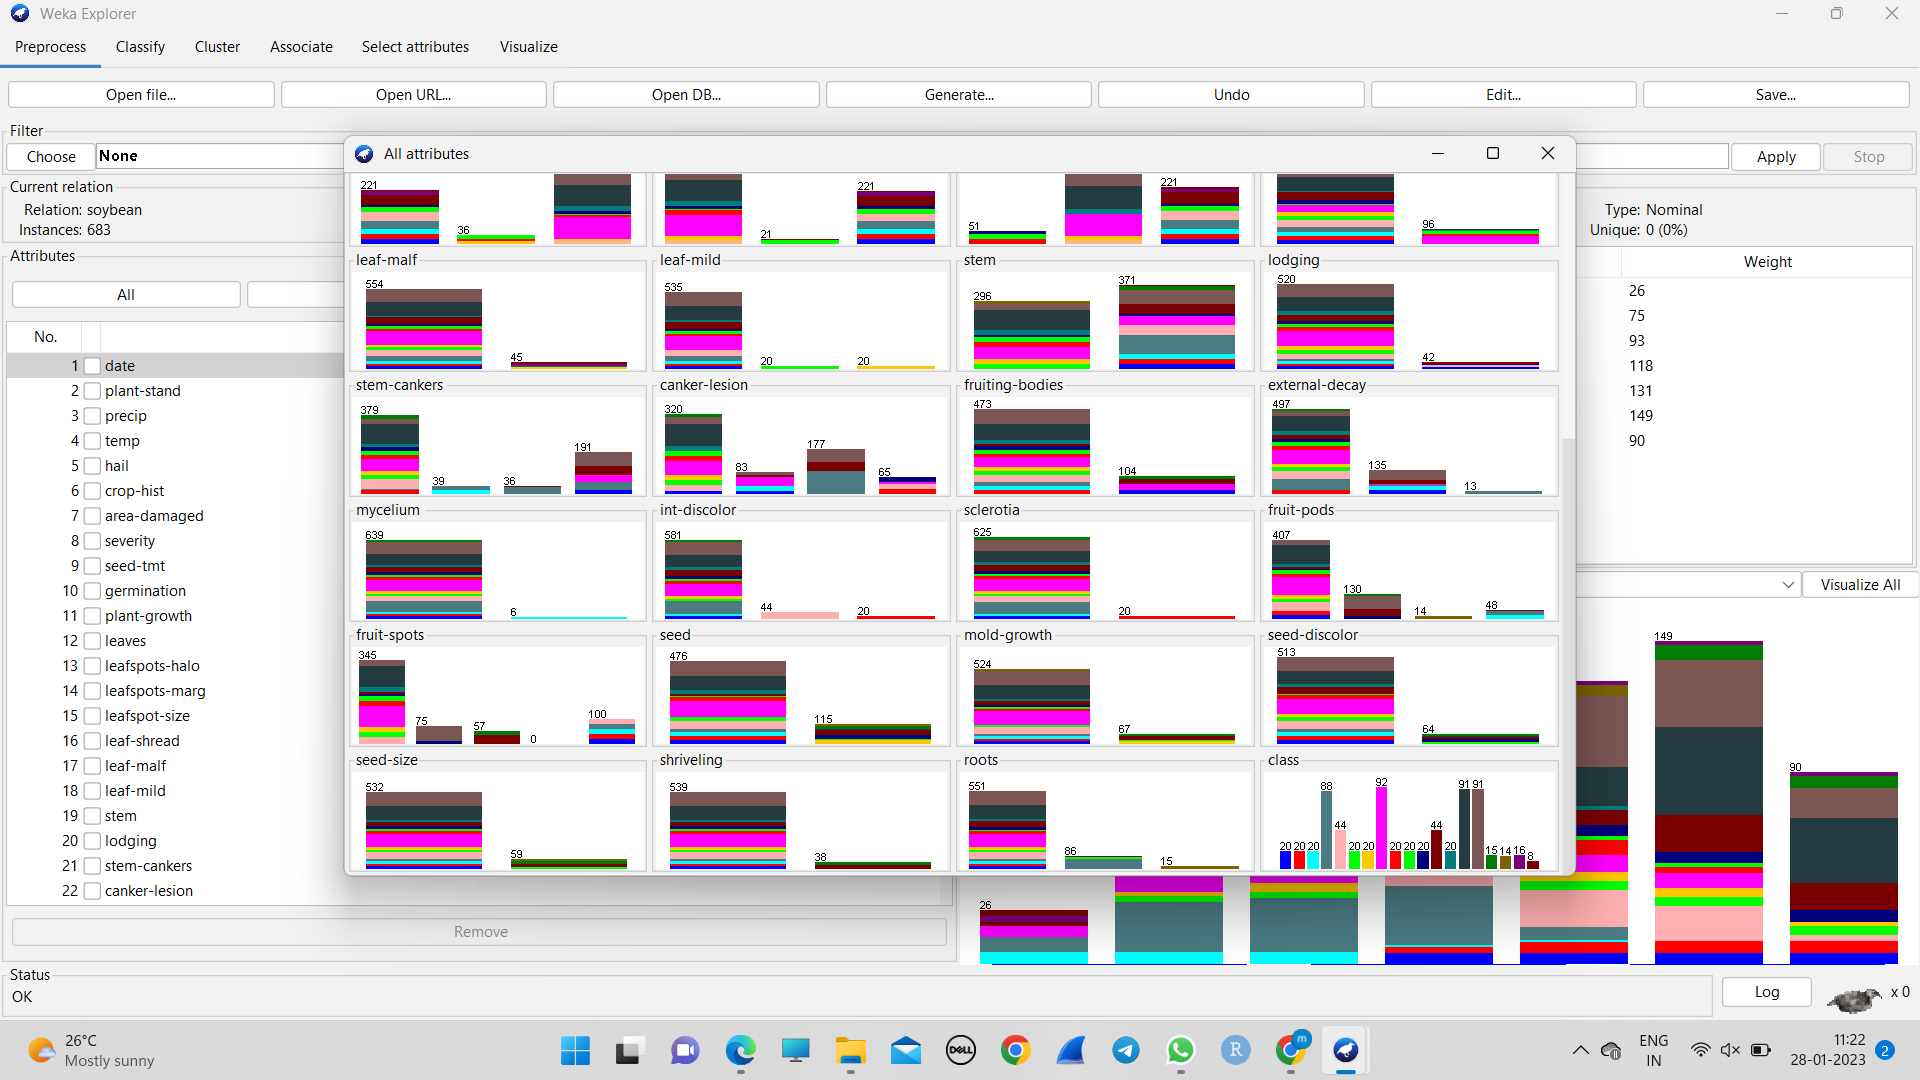 Weka Explorer
Preprocess Classify Cluster Associate Select attributes Visualize
Open file... Open URL... Open DB... Generate... Undo Edit... Save...
Filter
Choose None Apply Stop
Current relation
Relation: soybean
Instances: 683
Type: Nominal
Unique: 0 (0%)
Attributes
All
No.
1 date
2 plant-stand
3 precip
4 temp
5 hail
6 crop-hist
7 area-damaged
8 severity
9 seed-tmt
10 germination
11 plant-growth
12 leaves
13 leafspots-halo
14 leafspots-marg
15 leafspot-size
16 leaf-shread
17 leaf-malf
18 leaf-mild
19 stem
20 lodging
21 stem-cankers
22 canker-lesion
Remove
All attributes
221 36 21 221 51 221 96
leaf-malf leaf-mild stem lodging
554 45 535 20 20 296 371 520 42
stem-cankers canker-lesion fruiting-bodies external-decay
379 39 36 191 320 83 177 65 473 104 497 135 13
mycelium int-discolor sclerotia fruit-pods
639 6 581 44 20 625 20 407 130 14 48
fruit-spots seed mold-growth seed-discolor
345 75 57 0 100 476 115 524 67 513 64
seed-size shriveling roots class
532 59 539 38 551 86 15 20 20 20 88 44 20 20 92 20 20 20 44 20 91 91 15 14 16 8
Weight
26
75
93
118
131
149
90
Visualize All
26 149 90
Status
OK
Log x 0
26°C
Mostly sunny
DELL
R
m
ENG
IN
11:22
28-01-2023
2